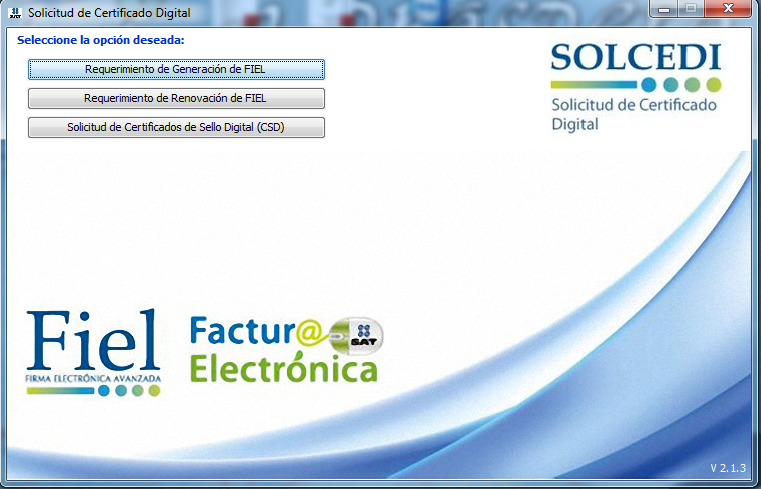 Solicitud de Certificado Digital
Seleccione la opción deseada:
Requerimiento de Generación de FIEL
Requerimiento de Renovación de FIEL
Solicitud de Certificados de Sello Digital (CSD)
SOLCEDI
Solicitud de Certificado
Digital
Fiel
FIRMA ELECTRÓNICA AVANZADA
Factur@
SAT
Electrónica
V 2.1.3